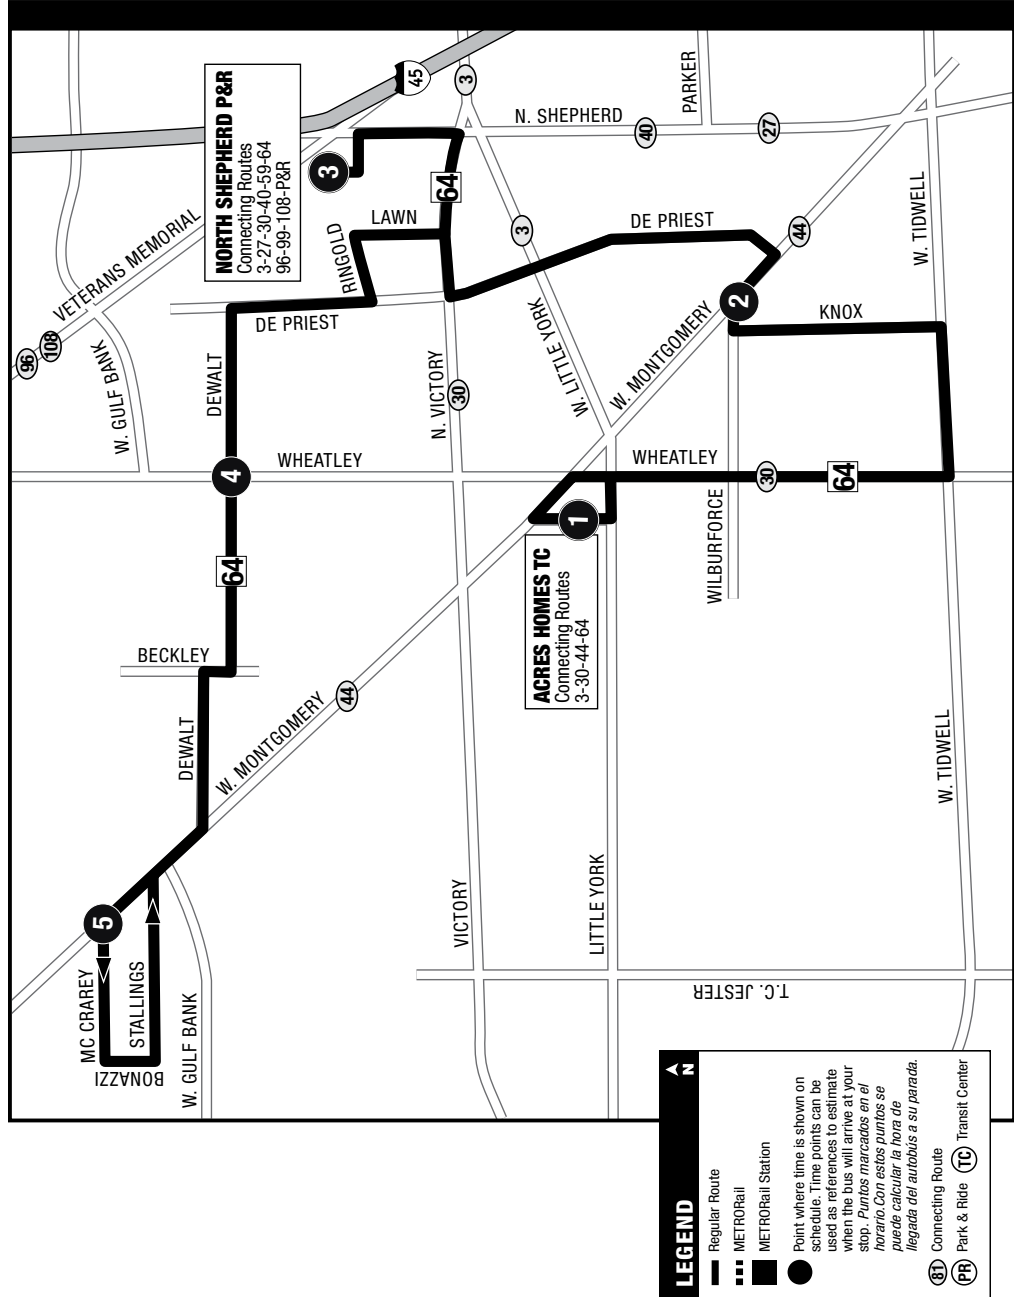 NORTH SHEPHERD P&R
Connecting Routes
3-27-30-40-59-64
96-99-108-P&R
45
3
N. SHEPHERD
PARKER
40
27
3
64
LAWN
RINGOLD
DE PRIEST
44
W. TIDWELL
VETERANS MEMORIAL
96
108
W. GULF BANK
DEWALT
DE PRIEST
N. VICTORY
30
3
W. LITTLE YORK
W. MONTGOMERY
2
KNOX
4
WHEATLEY
WHEATLEY
30
64
64
1
ACRES HOMES TC
Connecting Routes
3-30-44-64
WILBURFORCE
BECKLEY
DEWALT
W. MONTGOMERY
44
W. TIDWELL
5
MC CRAREY
STALLINGS
BONAZZI
W. GULF BANK
VICTORY
LITTLE YORK
T.C. JESTER
LEGEND
N
Regular Route
METRORail
METRORail Station
Point where time is shown on
schedule. Time points can be
used as references to estimate
when the bus will arrive at your
stop. Puntos marcados en el
horario.Con estos puntos se
puede calcular la hora de
llegada del autobús a su parada.
81 Connecting Route
PR Park & Ride TC Transit Center